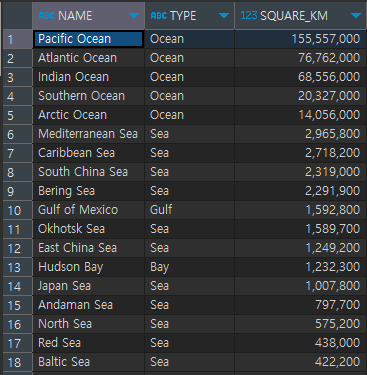 ABC NAME ABC TYPE 123 SQUARE_KM
1 Pacific Ocean Ocean 155,557,000
2 Atlantic Ocean Ocean 76,762,000
3 Indian Ocean Ocean 68,556,000
4 Southern Ocean Ocean 20,327,000
5 Arctic Ocean Ocean 14,056,000
6 Mediterranean Sea Sea 2,965,800
7 Caribbean Sea Sea 2,718,200
8 South China Sea Sea 2,319,000
9 Bering Sea Sea 2,291,900
10 Gulf of Mexico Gulf 1,592,800
11 Okhotsk Sea Sea 1,589,700
12 East China Sea Sea 1,249,200
13 Hudson Bay Bay 1,232,300
14 Japan Sea Sea 1,007,800
15 Andaman Sea Sea 797,700
16 North Sea Sea 575,200
17 Red Sea Sea 438,000
18 Baltic Sea Sea 422,200